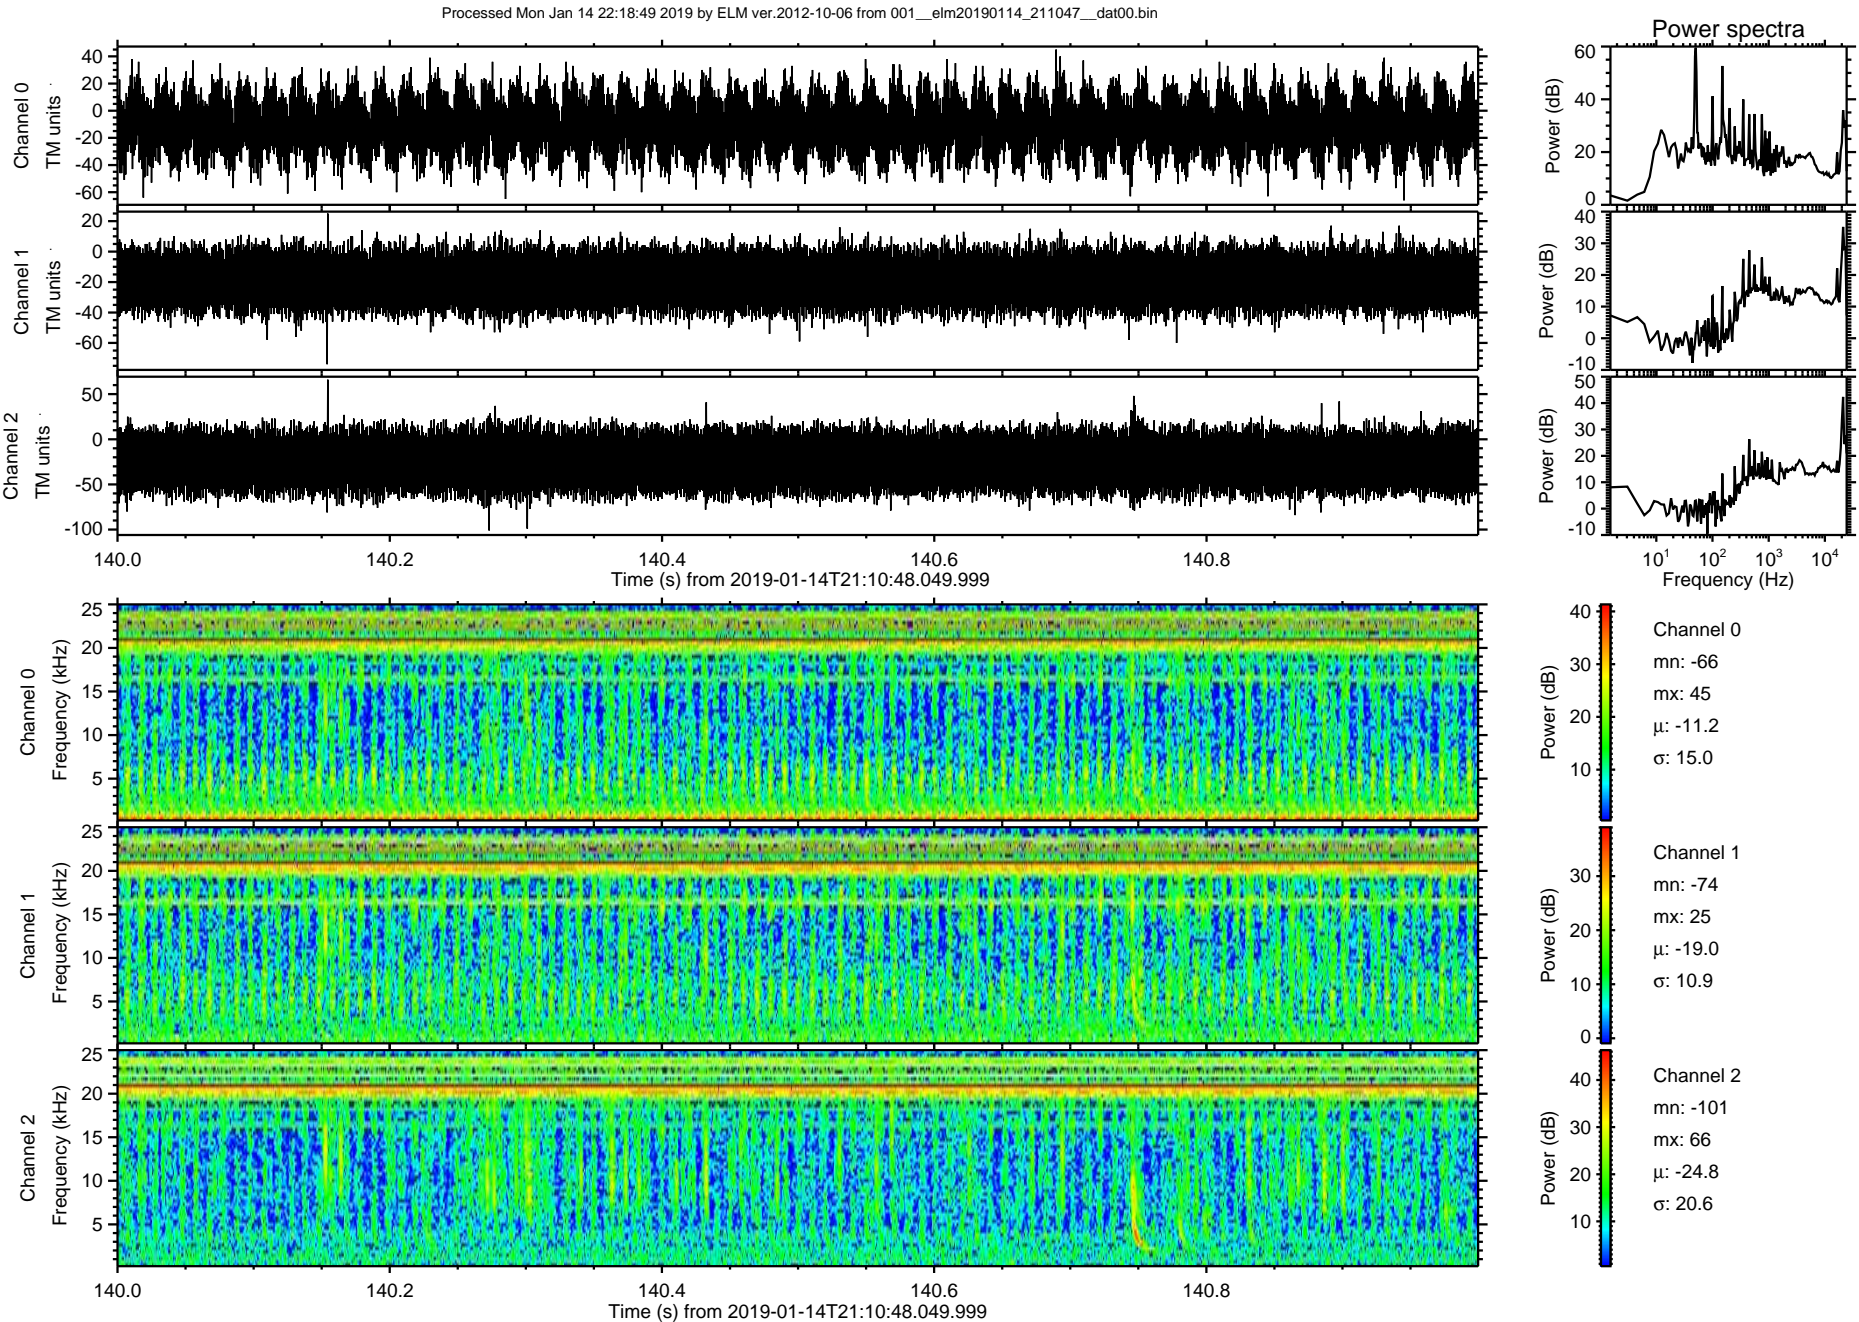 Processed Mon Jan 14 22:18:49 2019 by ELM ver.2012-10-06 from 001__elm20190114_211047__dat00.bin
Power spectra
Channel 0
TM units
40
20
0
-20
-40
-60
Power (dB)
60
40
20
0
Channel 1
TM units
20
0
-20
-40
-60
Power (dB)
40
30
20
10
0
-10
Channel 2
TM units
50
0
-50
-100
Power (dB)
50
40
30
20
10
0
-10
140.0 140.2 140.4 140.6 140.8
Time (s) from 2019-01-14T21:10:48.049.999
10^1 10^2 10^3 10^4
Frequency (Hz)
Channel 0
Frequency (kHz)
25
20
15
10
5
Power (dB)
40
30
20
10
Channel 0
mn: -66
mx: 45
μ: -11.2
σ: 15.0
Channel 1
Frequency (kHz)
25
20
15
10
5
Power (dB)
30
20
10
0
Channel 1
mn: -74
mx: 25
μ: -19.0
σ: 10.9
Channel 2
Frequency (kHz)
25
20
15
10
5
Power (dB)
40
30
20
10
Channel 2
mn: -101
mx: 66
μ: -24.8
σ: 20.6
140.0 140.2 140.4 140.6 140.8
Time (s) from 2019-01-14T21:10:48.049.999